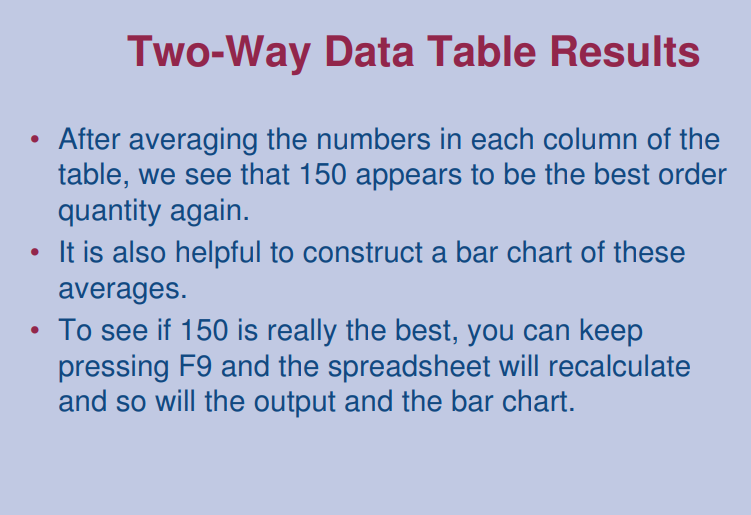 Two-Way Data Table Results
• After averaging the numbers in each column of the
table, we see that 150 appears to be the best order
quantity again.
• It is also helpful to construct a bar chart of these
averages.
• To see if 150 is really the best, you can keep
pressing F9 and the spreadsheet will recalculate
and so will the output and the bar chart.